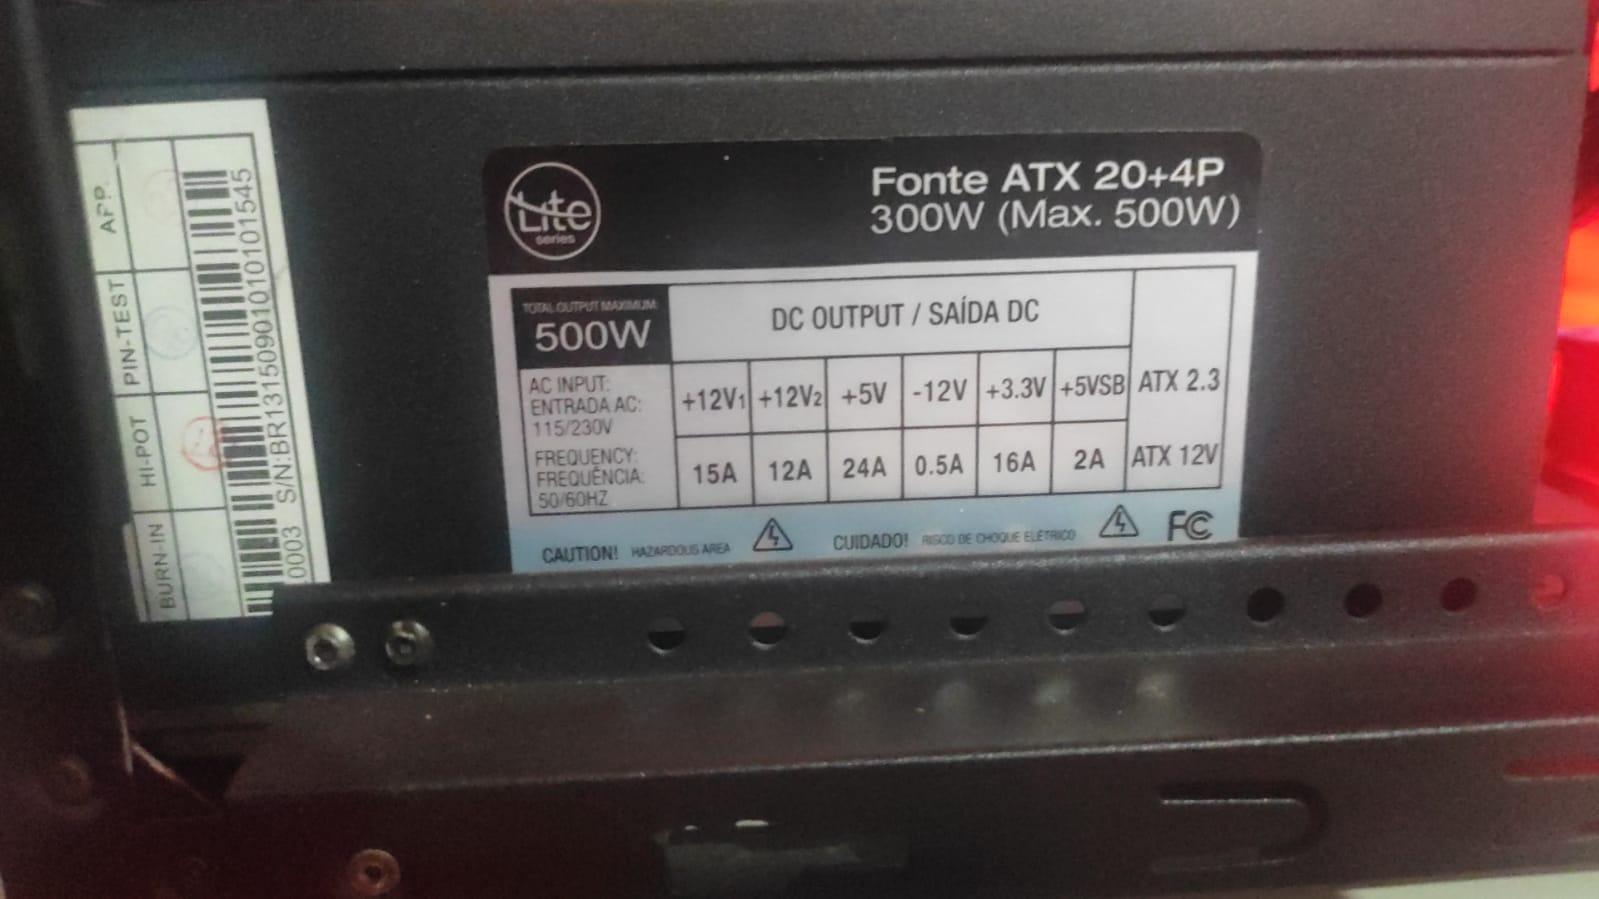 APP.
PIN-TEST
HI-POT
BURN-IN
0003 S/N:BR1315090101010101545
Lite
series
Fonte ATX 20+4P
300W (Max. 500W)
TOTAL OUTPUT MAXIMUM
500W
DC OUTPUT / SAÍDA DC
AC INPUT:
ENTRADA AC:
115/230V
FREQUENCY:
FREQUÊNCIA:
50/60HZ
+12V1 +12V2 +5V -12V +3.3V +5VSB ATX 2.3
15A 12A 24A 0.5A 16A 2A ATX 12V
CAUTION! HAZARDOUS AREA CUIDADO! RISCO DE CHOQUE ELÉTRICO FC